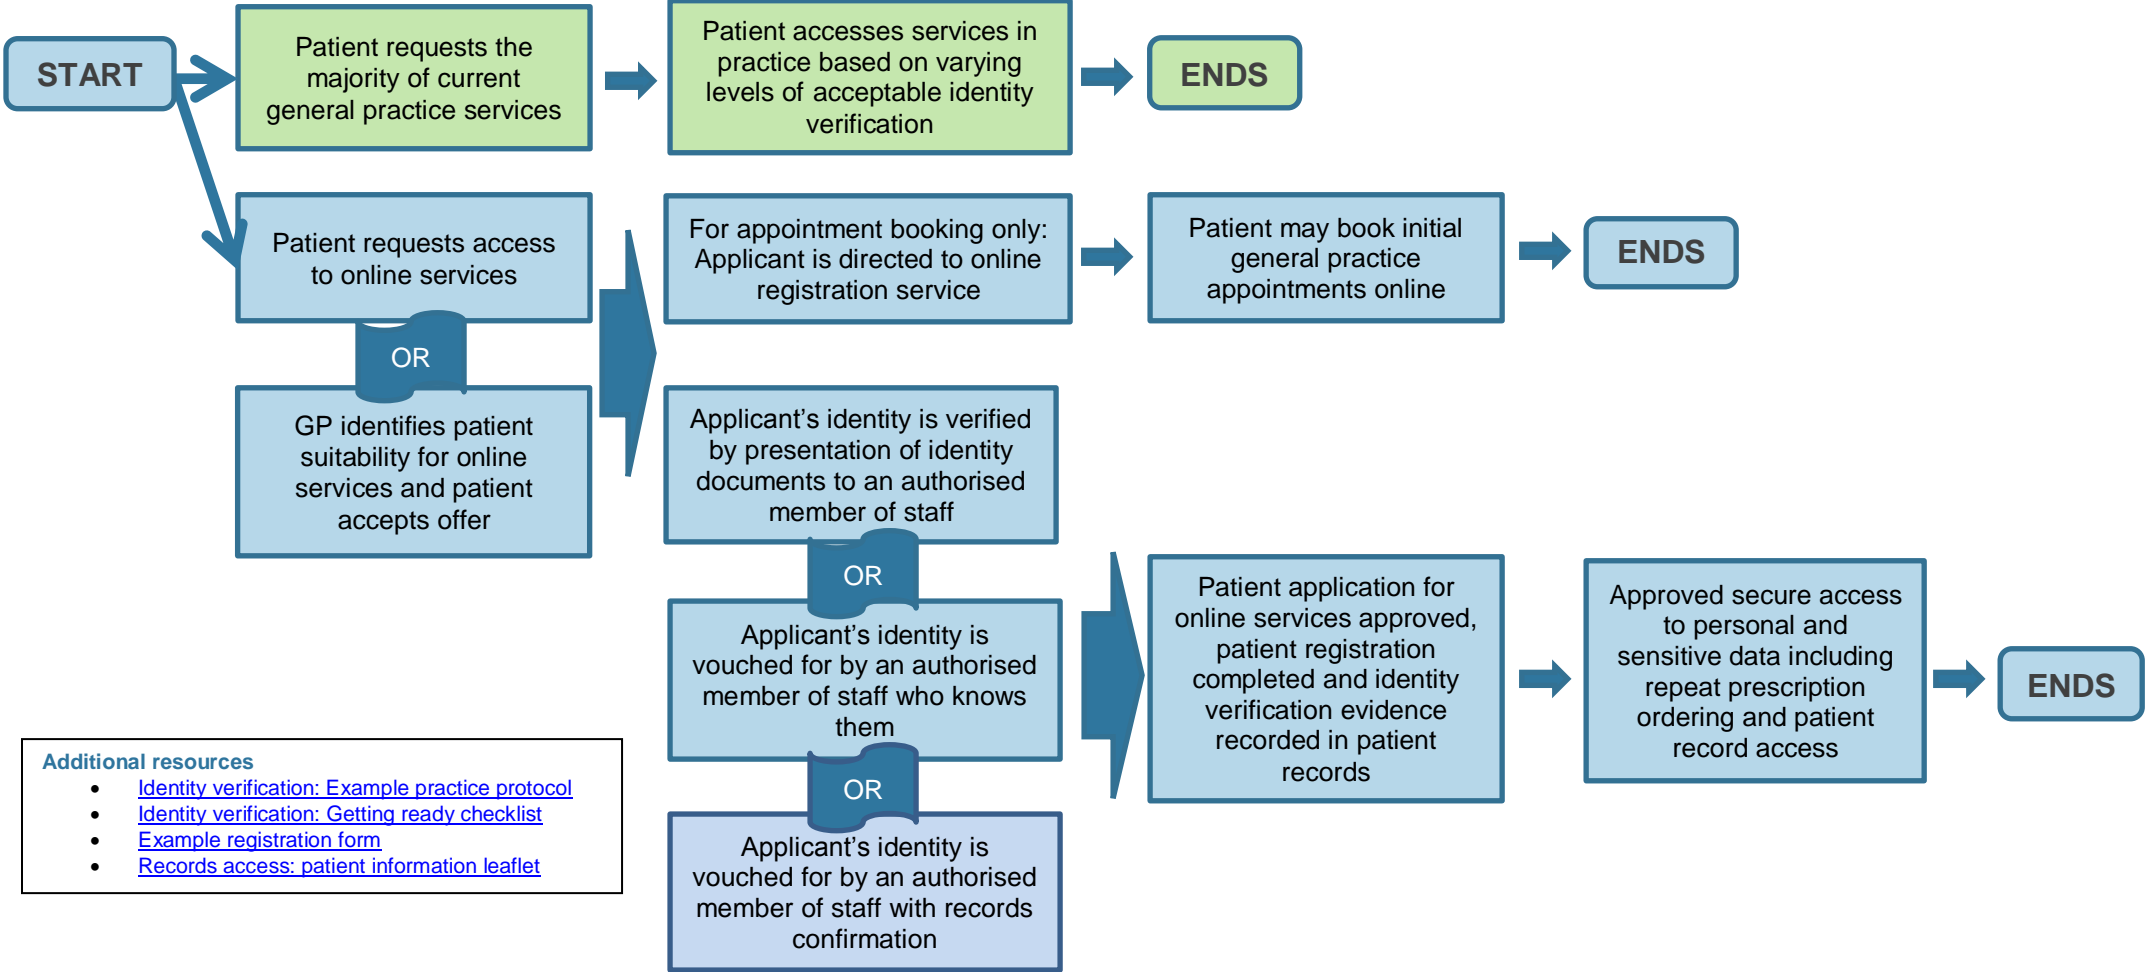 START
Patient requests the
majority of current
general practice services
Patient accesses services in
practice based on varying
levels of acceptable identity
verification
ENDS
Patient requests access
to online services
OR
GP identifies patient
suitability for online
services and patient
accepts offer
For appointment booking only:
Applicant is directed to online
registration service
Patient may book initial
general practice
appointments online
ENDS
Applicant’s identity is verified
by presentation of identity
documents to an authorised
member of staff
OR
Applicant’s identity is
vouched for by an authorised
member of staff who knows
them
OR
Applicant’s identity is
vouched for by an authorised
member of staff with records
confirmation
Patient application for
online services approved,
patient registration
completed and identity
verification evidence
recorded in patient
records
Approved secure access
to personal and
sensitive data including
repeat prescription
ordering and patient
record access
ENDS
Additional resources
• Identity verification: Example practice protocol
• Identity verification: Getting ready checklist
• Example registration form
• Records access: patient information leaflet